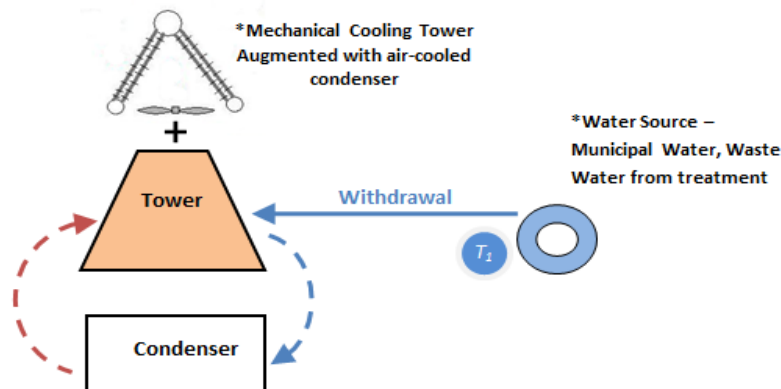 *Mechanical Cooling Tower
Augmented with air-cooled
condenser
+
*Water Source –
Municipal Water, Waste
Water from treatment
Tower
Withdrawal
T1
Condenser